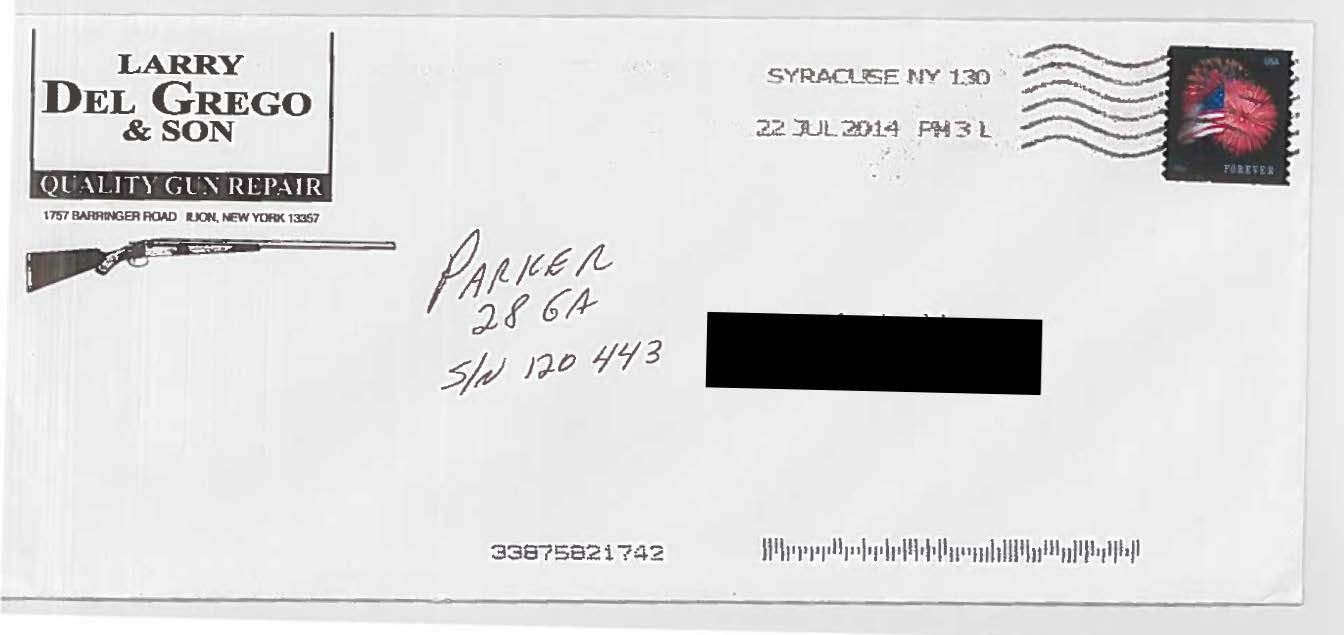 LARRY
DEL GREGO
& SON
QUALITY GUN REPAIR
1757 BARRINGER ROAD ILION, NEW YORK 13357
SYRACUSE NY 130
22 JUL 2014 PM 3 L
USA
FOREVER
PARKER
28 GA
S/N 120 443
33875821742